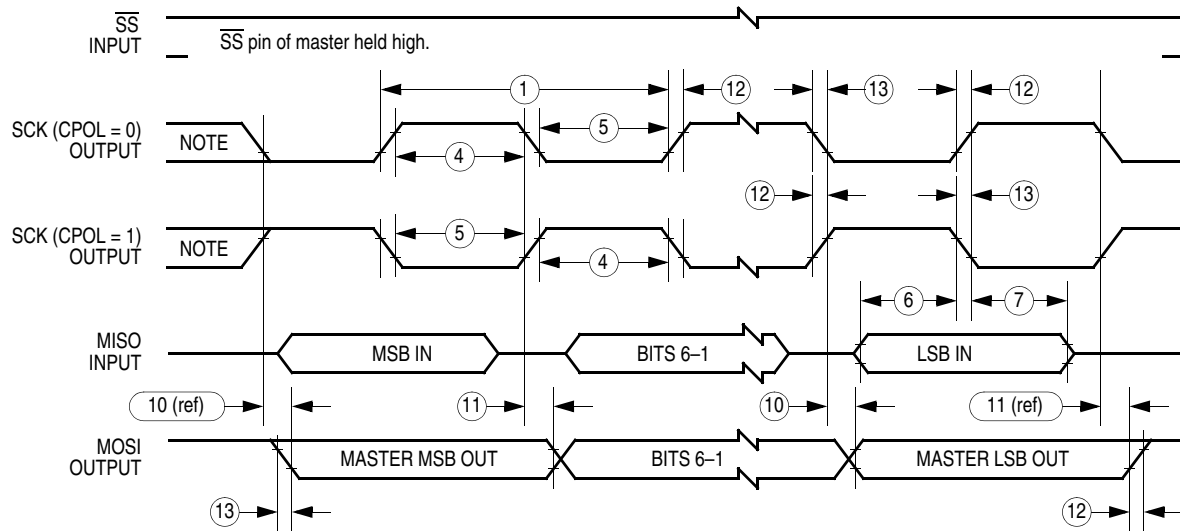 SS
INPUT
SS pin of master held high.
1
12
13
12
SCK (CPOL = 0)
OUTPUT
NOTE
5
4
12
13
SCK (CPOL = 1)
OUTPUT
NOTE
5
4
6
7
MISO
INPUT
MSB IN
BITS 6–1
LSB IN
10 (ref)
11
10
11 (ref)
MOSI
OUTPUT
MASTER MSB OUT
BITS 6–1
MASTER LSB OUT
13
12